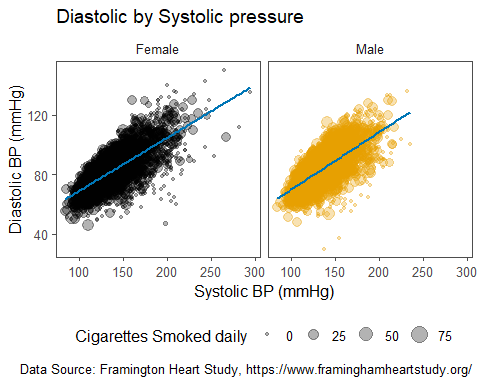 Diastolic by Systolic pressure
Female
Male
Diastolic BP (mmHg)
120
80
40
100 150 200 250 300
100 150 200 250 300
Systolic BP (mmHg)
Cigarettes Smoked daily 0 25 50 75
Data Source: Framington Heart Study, https://www.framinghamheartstudy.org/